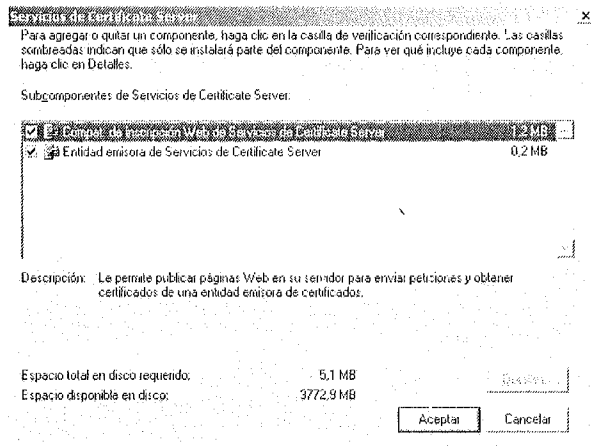 Servicios de Certificate Server
Para agregar o quitar un componente, haga clic en la casilla de verificación correspondiente. Las casillas
sombreadas indican que sólo se instalará parte del componente. Para ver qué incluye cada componente,
haga clic en Detalles.
Subcomponentes de Servicios de Certificate Server:
Compat. de inscripción Web de Servicios de Certificate Server 1,2 MB
Entidad emisora de Servicios de Certificate Server 0,2 MB
Descripción: Le permite publicar páginas Web en su servidor para enviar peticiones y obtener
certificados de una entidad emisora de certificados.
Espacio total en disco requerido: 5,1 MB
Detalles...
Espacio disponible en disco: 3772,9 MB
Aceptar Cancelar